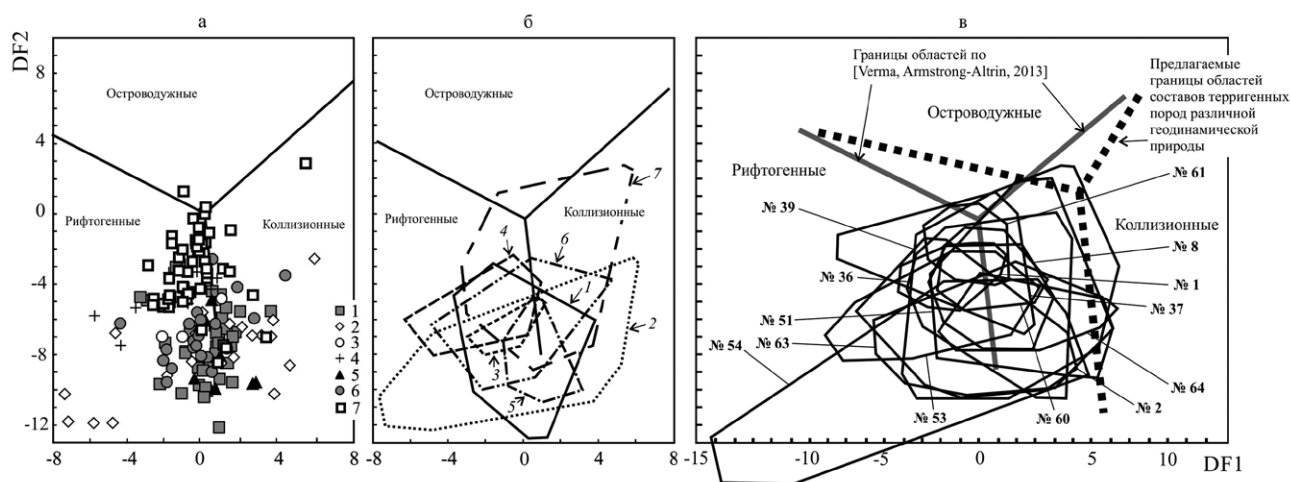 а
DF2
8
4
0
-4
-8
-12
Островодужные
Рифтогенные
Коллизионные
1
2
3
4
5
6
7
-8
-4
0
4
8
б
Островодужные
Рифтогенные
Коллизионные
7
4
6
1
2
3
5
-8
-4
0
4
8
в
Границы областей по
[Verma, Armstrong-Altrin, 2013]
Предлагаемые
границы областей
составов терригенных
пород различной
геодинамической
природы
Островодужные
Рифтогенные
Коллизионные
№ 61
№ 39
№ 8
№ 36
№ 1
№ 37
№ 51
№ 63
№ 54
№ 64
№ 2
№ 53
№ 60
-15
-10
-5
0
5
10
DF1